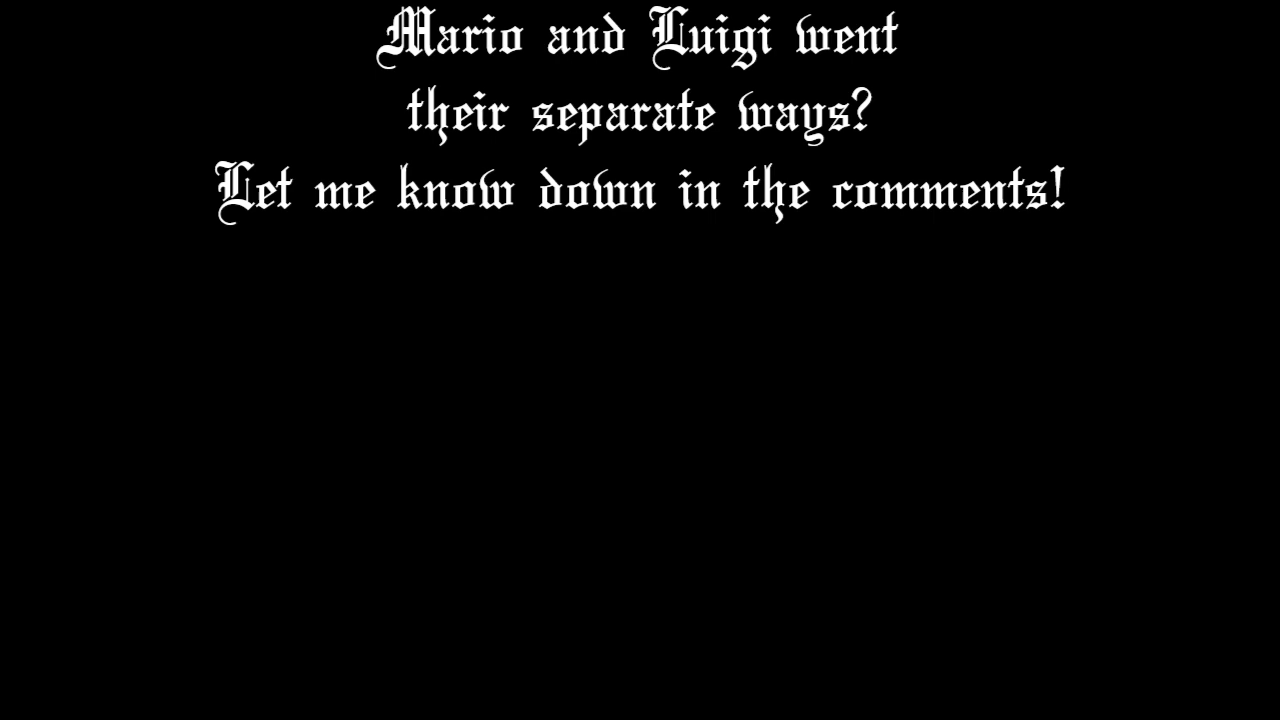 Mario and Luigi went
their separate ways?
Let me know down in the comments!